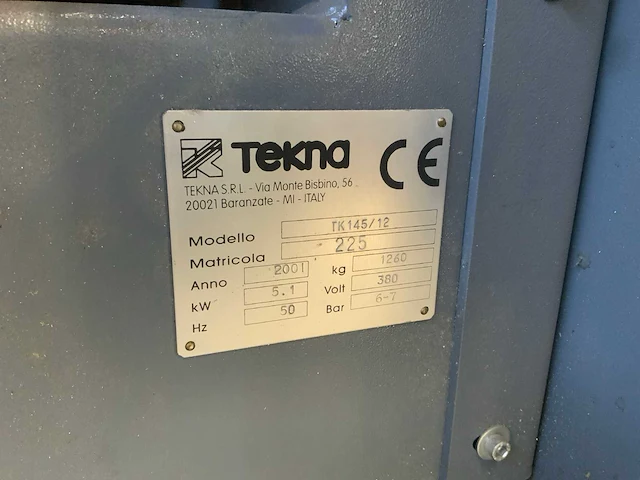 TEKNA CE
TEKNA S.R.L. - Via Monte Bisbino, 56
20021 Baranzate - MI - ITALY
Modello TK145/12
Matricola 225
Anno 2001 kg 1260
kW 5.1 Volt 380
Hz 50 Bar 6-7